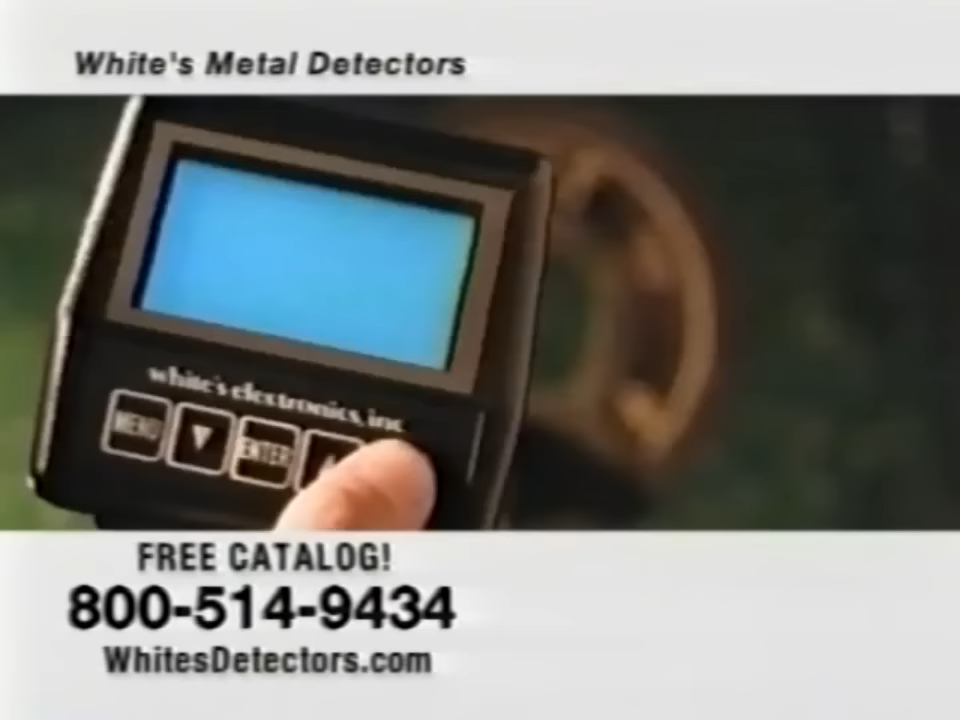 White's Metal Detectors
white's electronics, inc.
MENU ▼ ENTER ▲
FREE CATALOG!
800-514-9434
WhitesDetectors.com